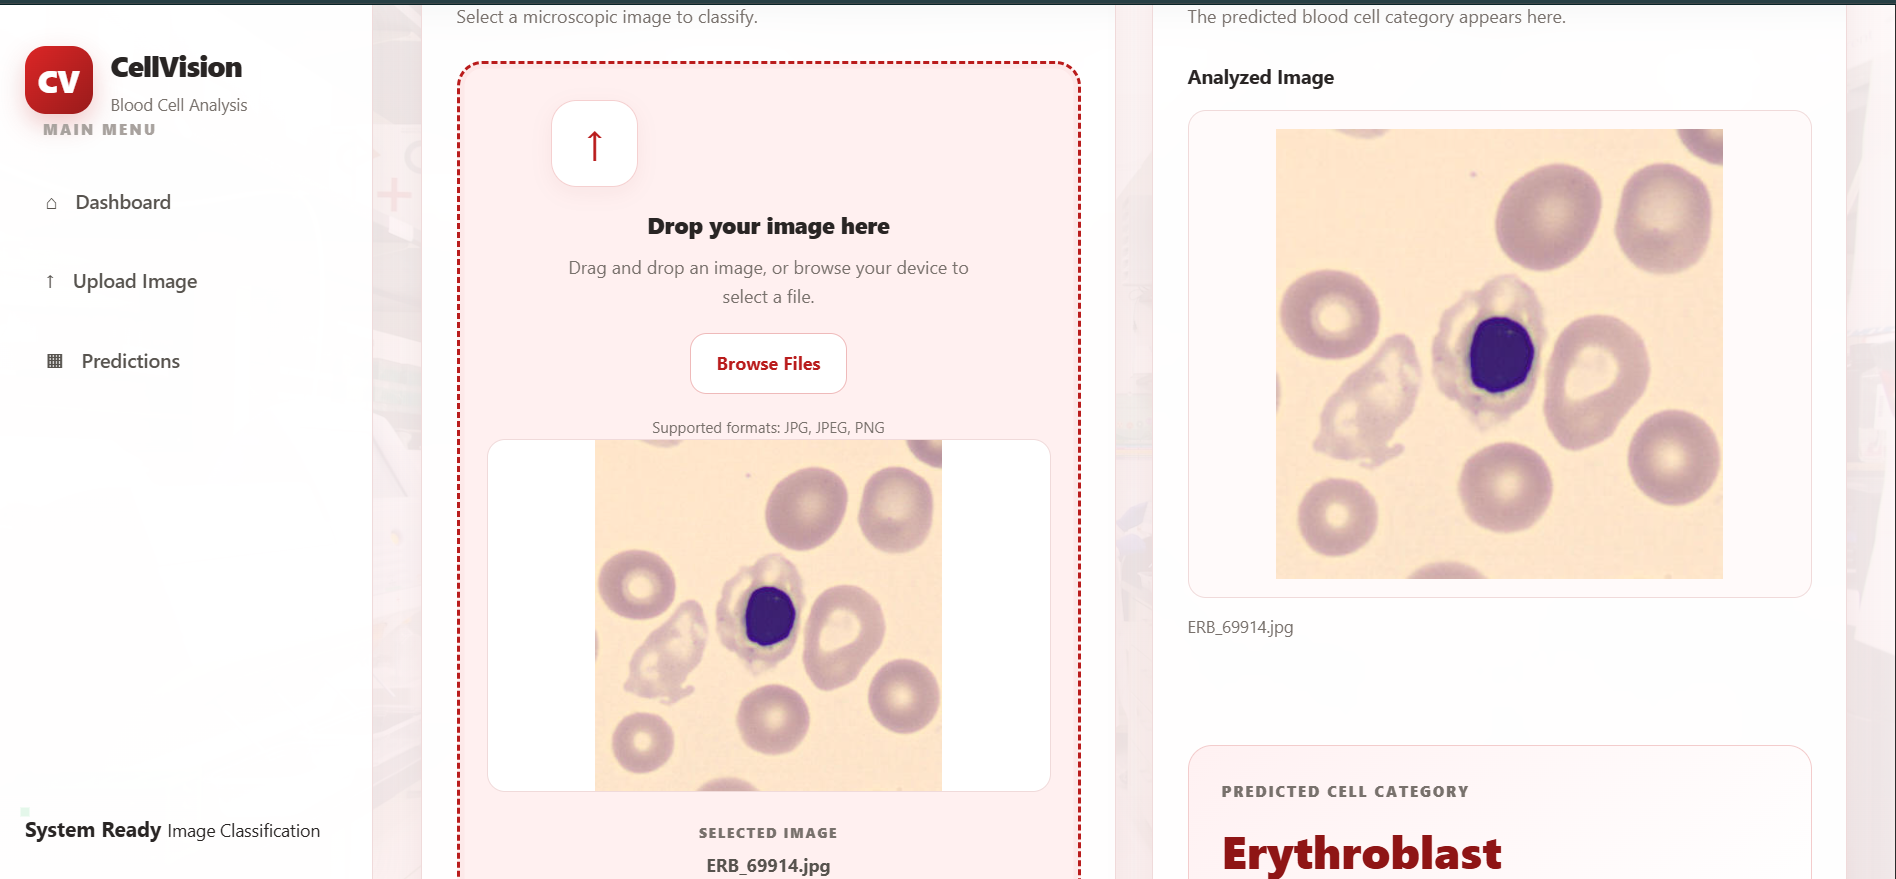 CV
CellVision
Blood Cell Analysis
MAIN MENU
⌂ Dashboard
↑ Upload Image
▦ Predictions
System Ready Image Classification
Select a microscopic image to classify.
↑
Drop your image here
Drag and drop an image, or browse your device to
select a file.
Browse Files
Supported formats: JPG, JPEG, PNG
SELECTED IMAGE
ERB_69914.jpg
The predicted blood cell category appears here.
Analyzed Image
ERB_69914.jpg
PREDICTED CELL CATEGORY
Erythroblast